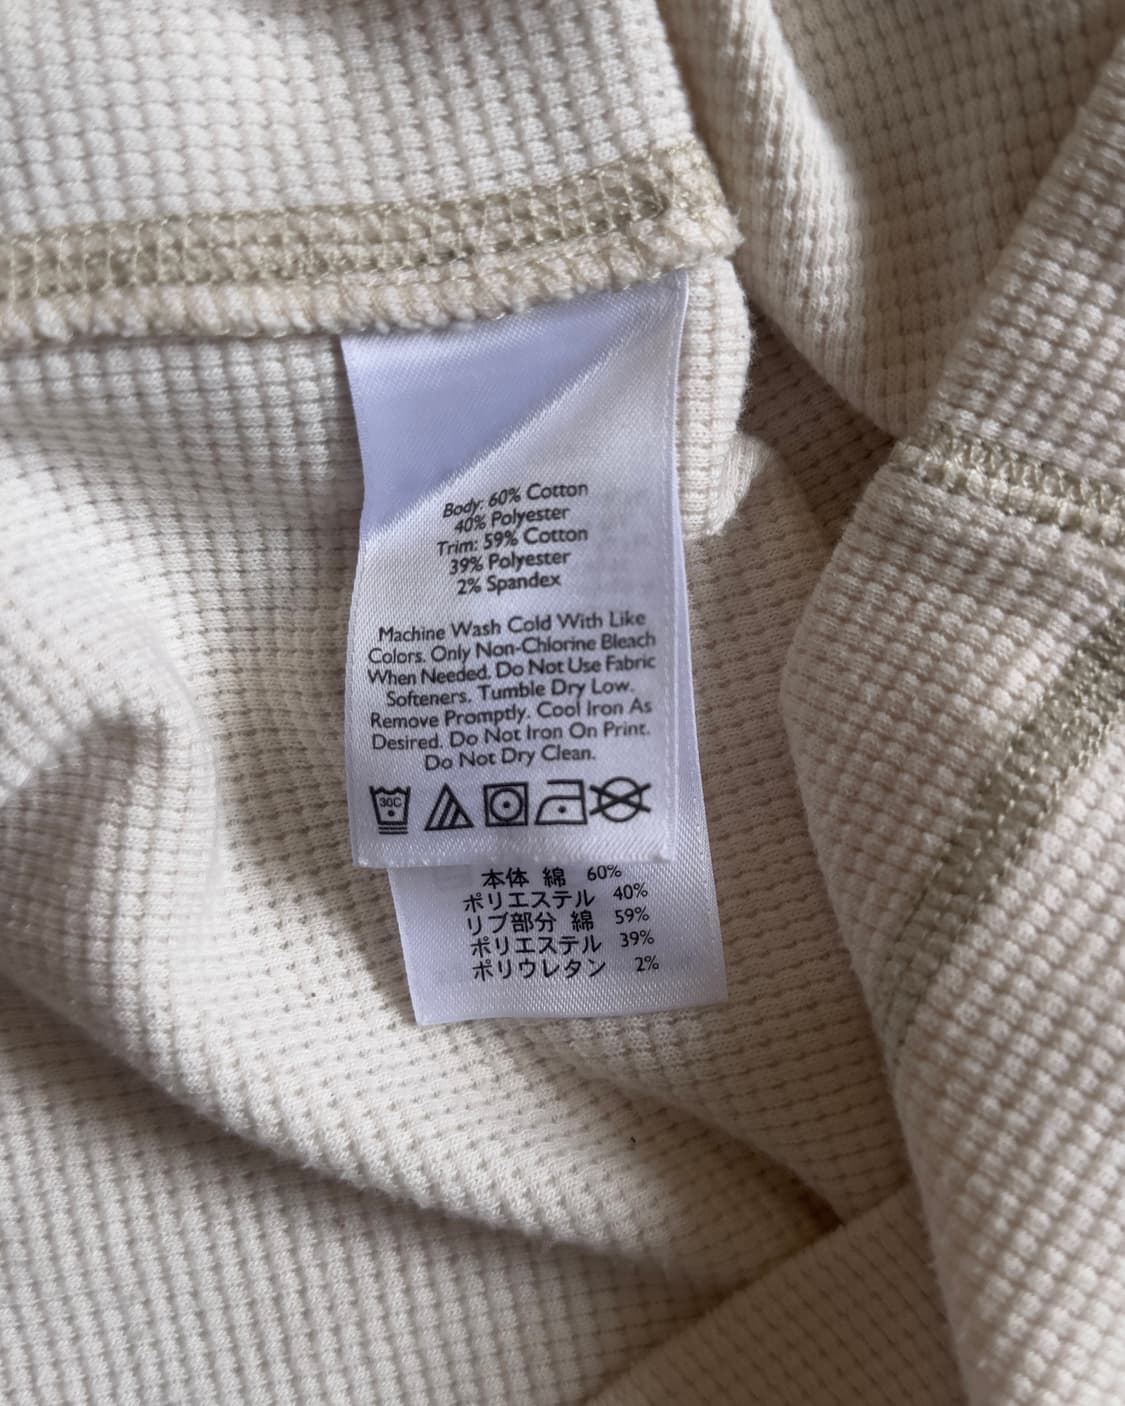 Body: 60% Cotton
40% Polyester
Trim: 59% Cotton
39% Polyester
2% Spandex
Machine Wash Cold With Like
Colors. Only Non-Chlorine Bleach
When Needed. Do Not Use Fabric
Softeners. Tumble Dry Low.
Remove Promptly. Cool Iron As
Desired. Do Not Iron On Print.
Do Not Dry Clean.
30C
本体 綿 60%
ポリエステル 40%
リブ部分 綿 59%
ポリエステル 39%
ポリウレタン 2%